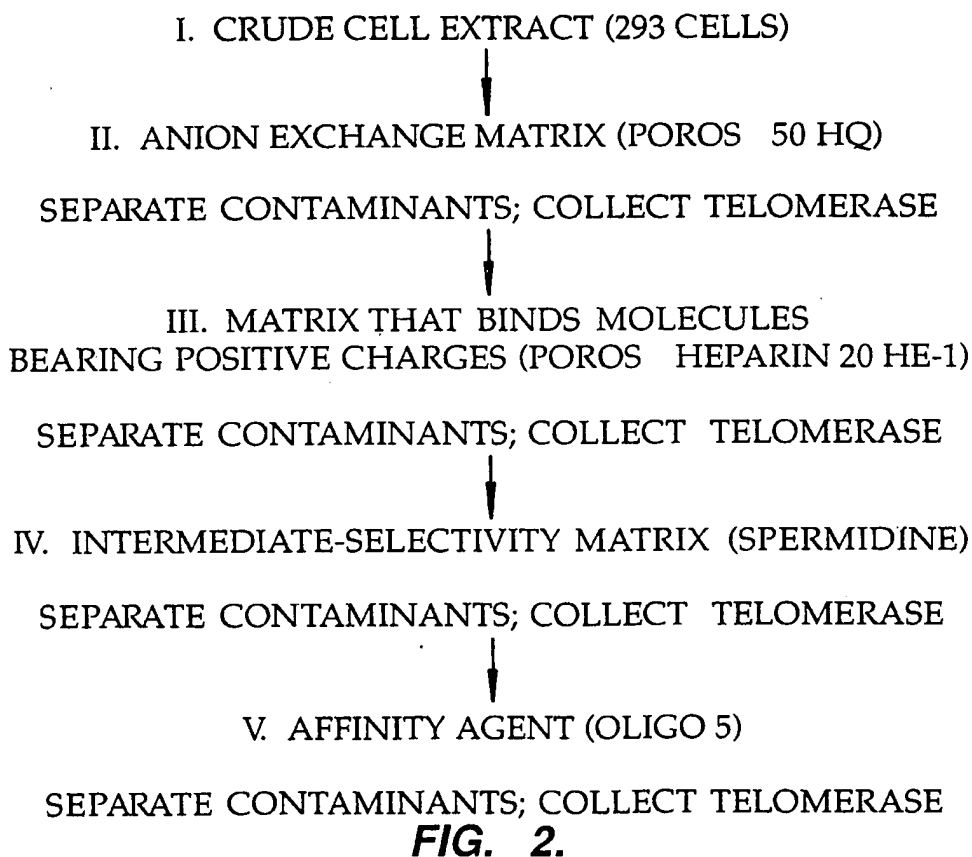 I. CRUDE CELL EXTRACT (293 CELLS)
II. ANION EXCHANGE MATRIX (POROS 50 HQ)
SEPARATE CONTAMINANTS; COLLECT TELOMERASE
III. MATRIX THAT BINDS MOLECULES
BEARING POSITIVE CHARGES (POROS HEPARIN 20 HE-1)
SEPARATE CONTAMINANTS; COLLECT TELOMERASE
IV. INTERMEDIATE-SELECTIVITY MATRIX (SPERMIDINE)
SEPARATE CONTAMINANTS; COLLECT TELOMERASE
V. AFFINITY AGENT (OLIGO 5)
SEPARATE CONTAMINANTS; COLLECT TELOMERASE
FIG. 2.